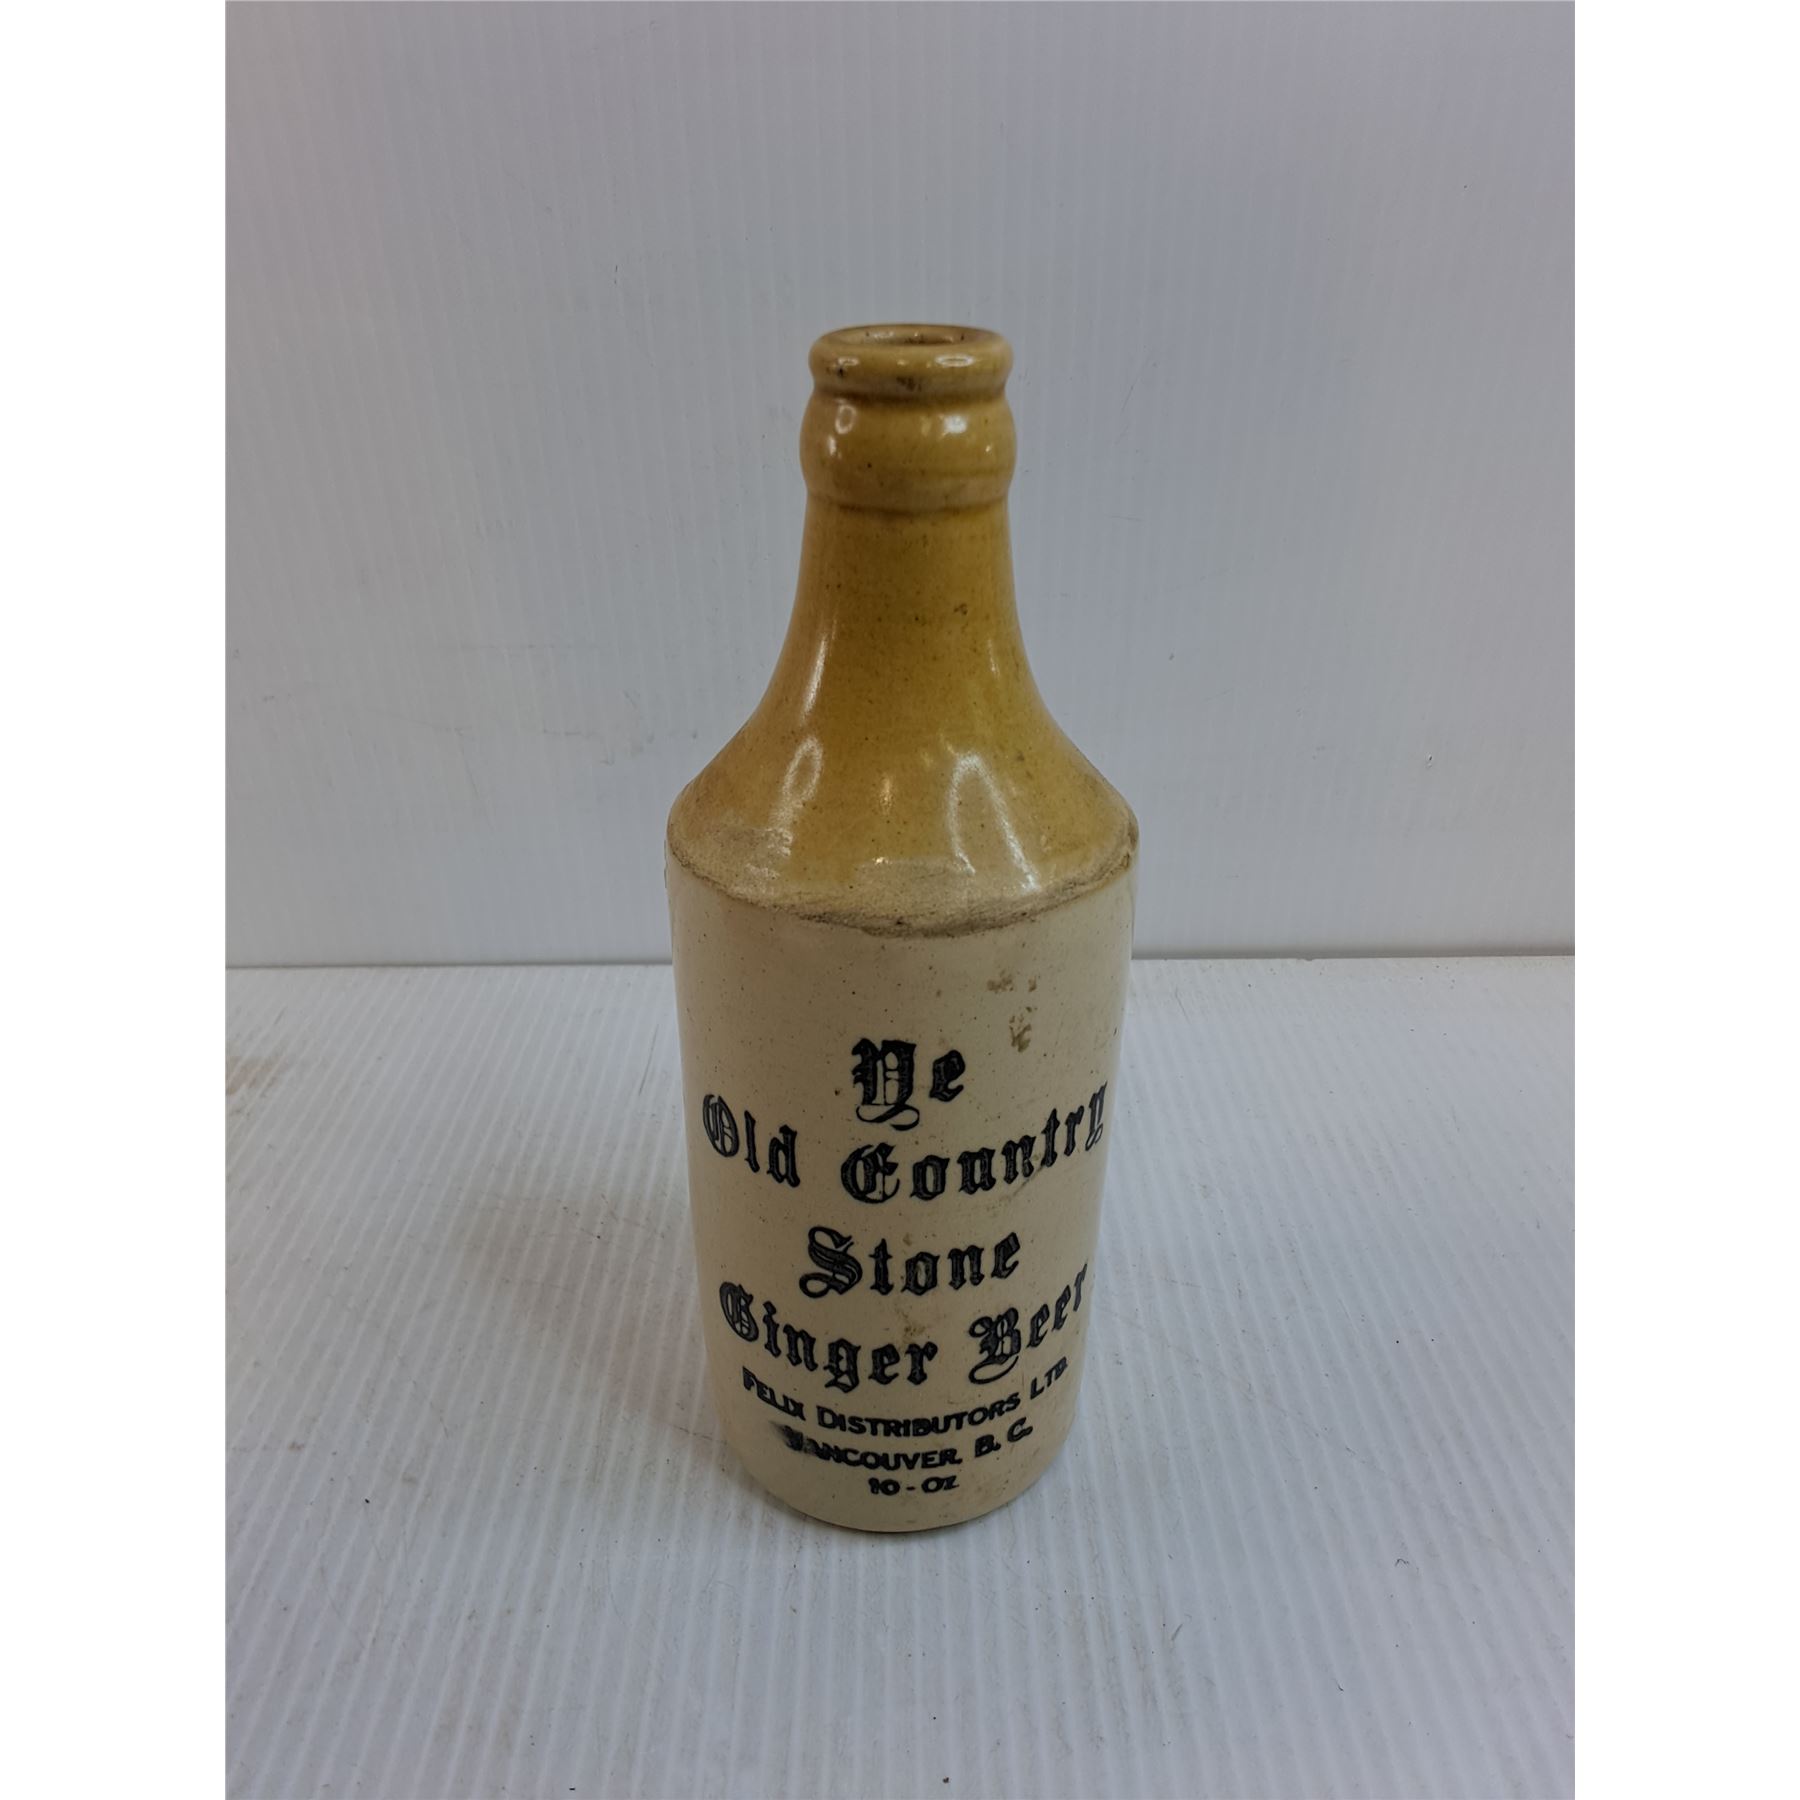 Ye
Old Country
Stone
Ginger Beer
FELIX DISTRIBUTORS LTD.
VANCOUVER, B. C.
10 - OZ